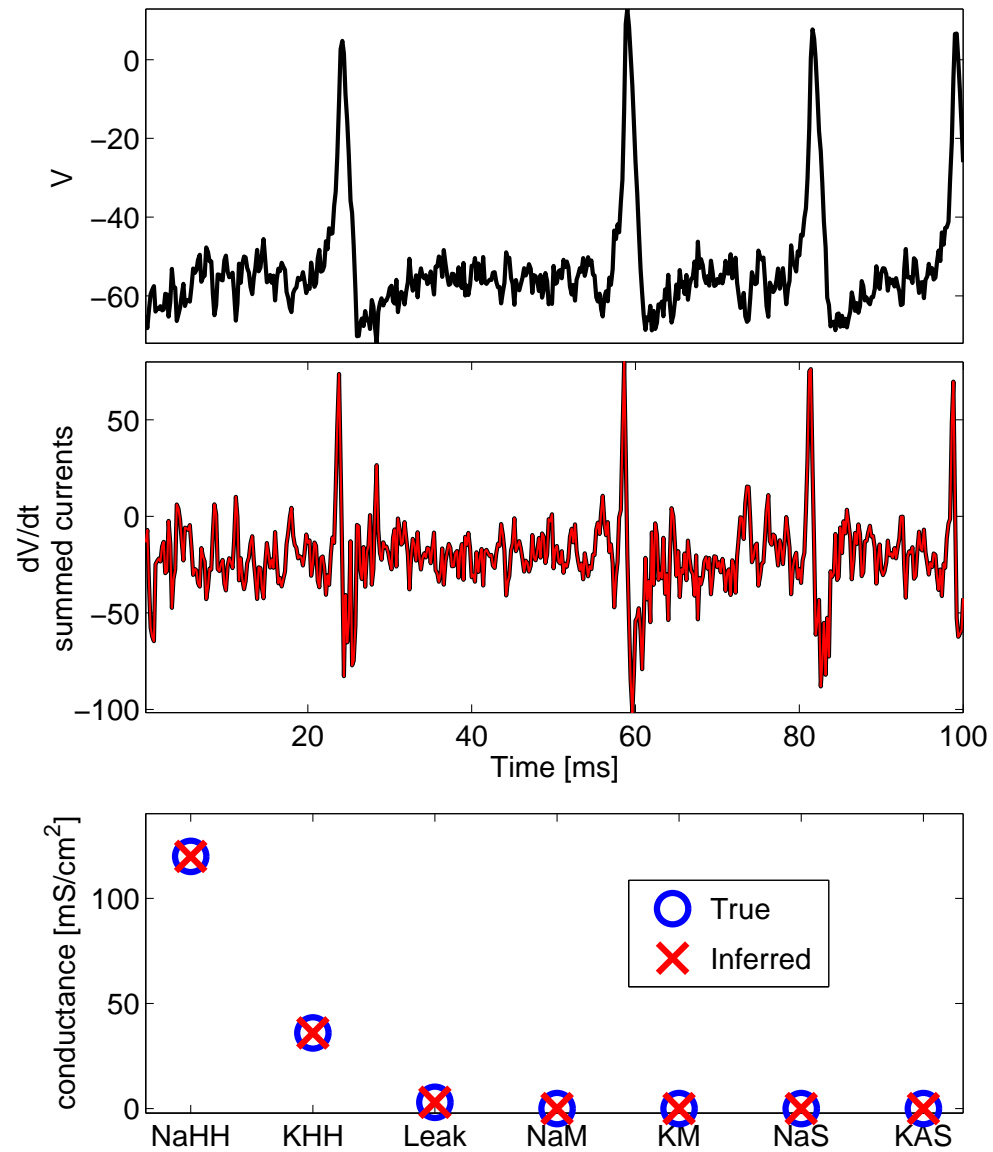 0
−20
−40
−60
V
50
0
−50
−100
dV/dt
summed currents
20
40
60
80
100
Time [ms]
100
50
0
conductance [mS/cm²]
True
Inferred
NaHH
KHH
Leak
NaM
KM
NaS
KAS